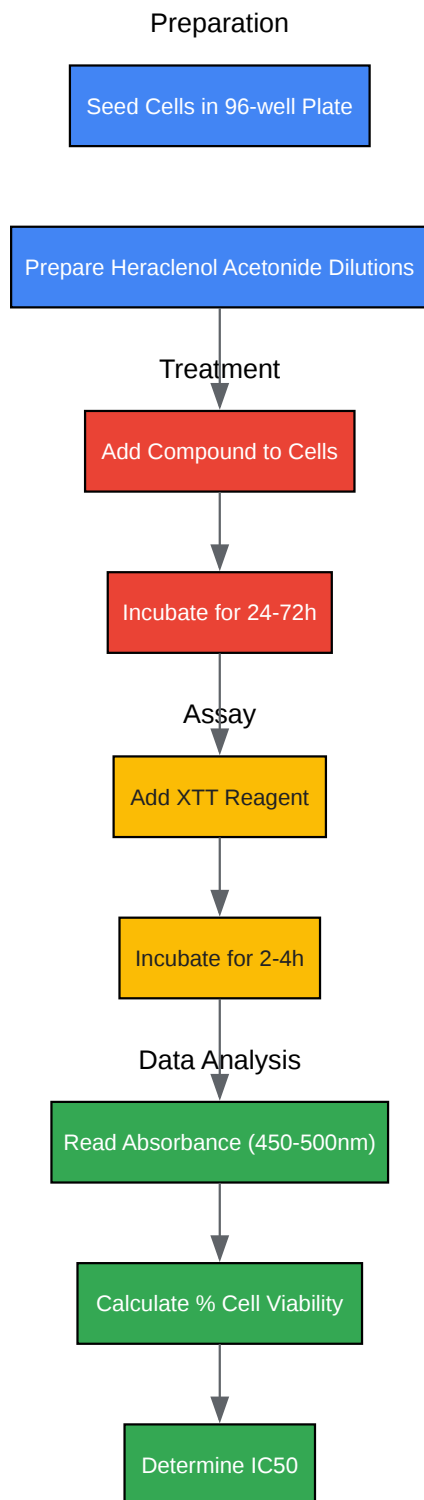 Preparation
Seed Cells in 96-well Plate
Prepare Heraclenol Acetonide Dilutions
Treatment
Add Compound to Cells
Incubate for 24-72h
Assay
Add XTT Reagent
Incubate for 2-4h
Data Analysis
Read Absorbance (450-500nm)
Calculate % Cell Viability
Determine IC50